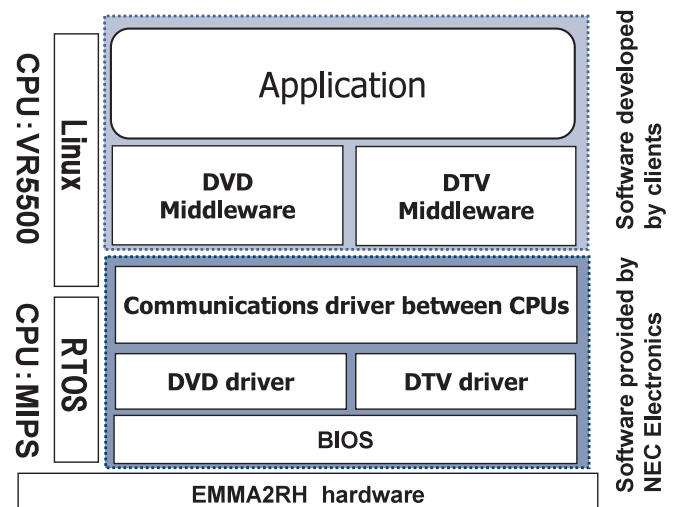 CPU:VR5500
Linux
Application
DVD
Middleware
DTV
Middleware
Software developed
by clients
CPU:MIPS
RTOS
Communications driver between CPUs
DVD driver
DTV driver
BIOS
Software provided by
NEC Electronics
EMMA2RH hardware